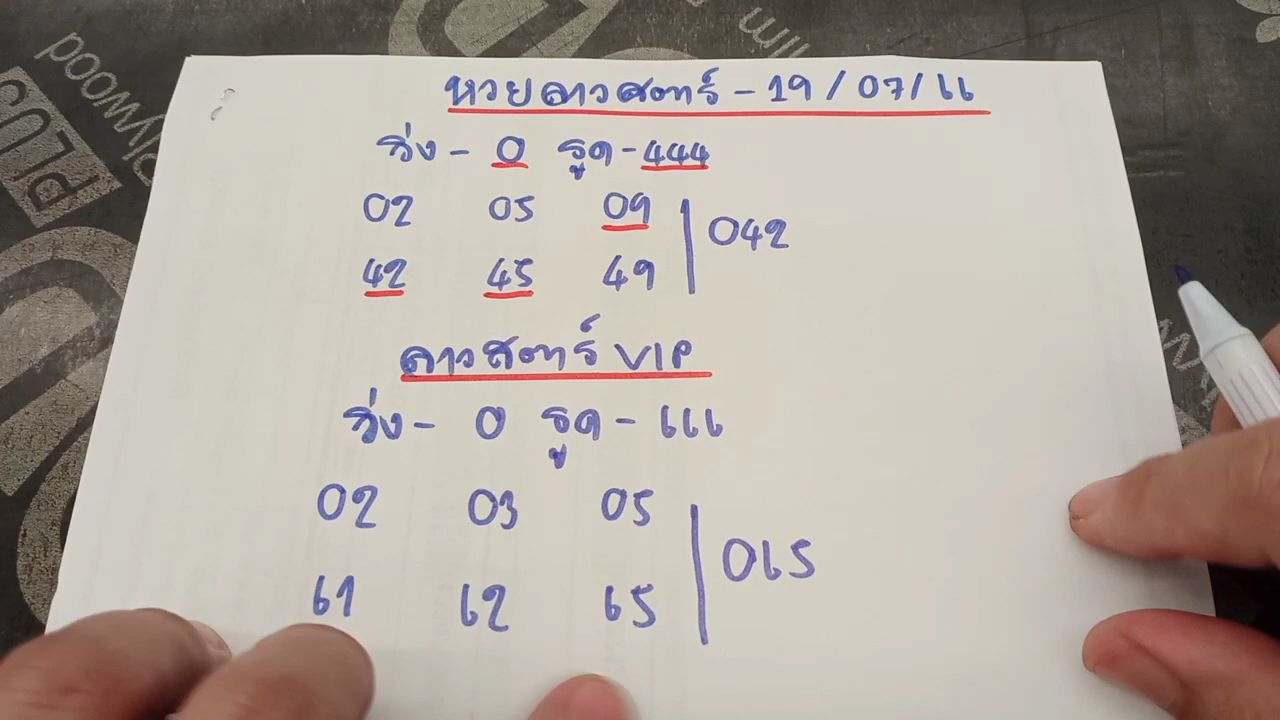 หวยลาวสตาร์ - 19/07/66
วิ่ง - 0 รูด - 444
02 05 09
042
42 45 49
ลาวสตาร์ VIP
วิ่ง - 0 รูด - 666
02 03 05
065
61 62 65
PLYWOOD
PLUS